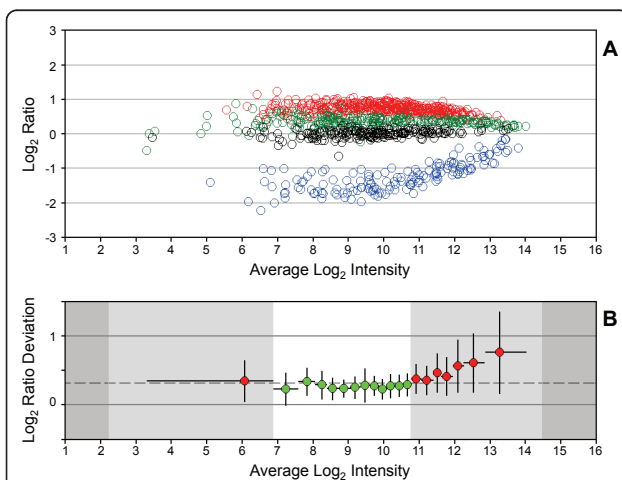 A
3
2
1
0
-1
-2
-3
Log2 Ratio
1 2 3 4 5 6 7 8 9 10 11 12 13 14 15 16
Average Log2 Intensity
B
1
0
Log2 Ratio Deviation
1 2 3 4 5 6 7 8 9 10 11 12 13 14 15 16
Average Log2 Intensity